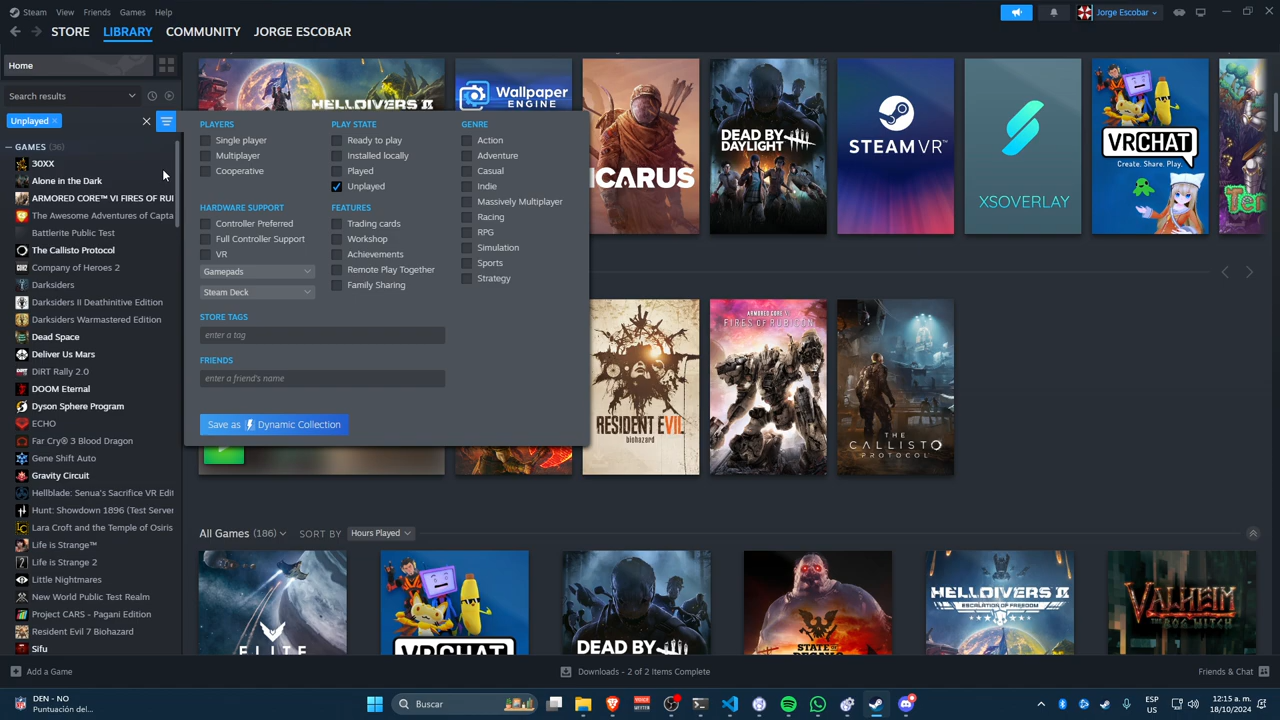 Steam View Friends Games Help
Jorge Escobar
STORE LIBRARY COMMUNITY JORGE ESCOBAR
Home
Search results
Unplayed
GAMES (36)
30XX
Alone in the Dark
ARMORED CORE™ VI FIRES OF RUI
The Awesome Adventures of Capta
Battlerite Public Test
The Callisto Protocol
Company of Heroes 2
Darksiders
Darksiders II Deathinitive Edition
Darksiders Warmastered Edition
Dead Space
Deliver Us Mars
DiRT Rally 2.0
DOOM Eternal
Dyson Sphere Program
ECHO
Far Cry® 3 Blood Dragon
Gene Shift Auto
Gravity Circuit
Hellblade: Senua's Sacrifice VR Edit
Hunt: Showdown 1896 (Test Server
Lara Croft and the Temple of Osiris
Life is Strange™
Life is Strange 2
Little Nightmares
New World Public Test Realm
Project CARS - Pagani Edition
Resident Evil 7 Biohazard
Sifu
PLAYERS
Single player
Multiplayer
Cooperative
HARDWARE SUPPORT
Controller Preferred
Full Controller Support
VR
Gamepads
Steam Deck
PLAY STATE
Ready to play
Installed locally
Played
Unplayed
FEATURES
Trading cards
Workshop
Achievements
Remote Play Together
Family Sharing
GENRE
Action
Adventure
Casual
Indie
Massively Multiplayer
Racing
RPG
Simulation
Sports
Strategy
STORE TAGS
enter a tag
FRIENDS
enter a friend's name
Save as Dynamic Collection
HELLDIVERS II
Wallpaper
ENGINE
ICARUS
DEAD BY
DAYLIGHT
STEAMVR™
XSOVERLAY
VRCHAT
Create. Share. Play.
RESIDENT EVIL
biohazard
ARMORED CORE VI
FIRES OF RUBICON
THE
CALLISTO
PROTOCOL
All Games (186) SORT BY Hours Played
ELITE
VRCHAT
DEAD BY
STATE OF
HELLDIVERS II
ESCALATION OF FREEDOM
VALHEIM
THE BOG WITCH
Add a Game
Downloads - 2 of 2 Items Complete
Friends & Chat
DEN - NO
Puntuación del...
Buscar
ESP
US
12:15 a. m.
18/10/2024